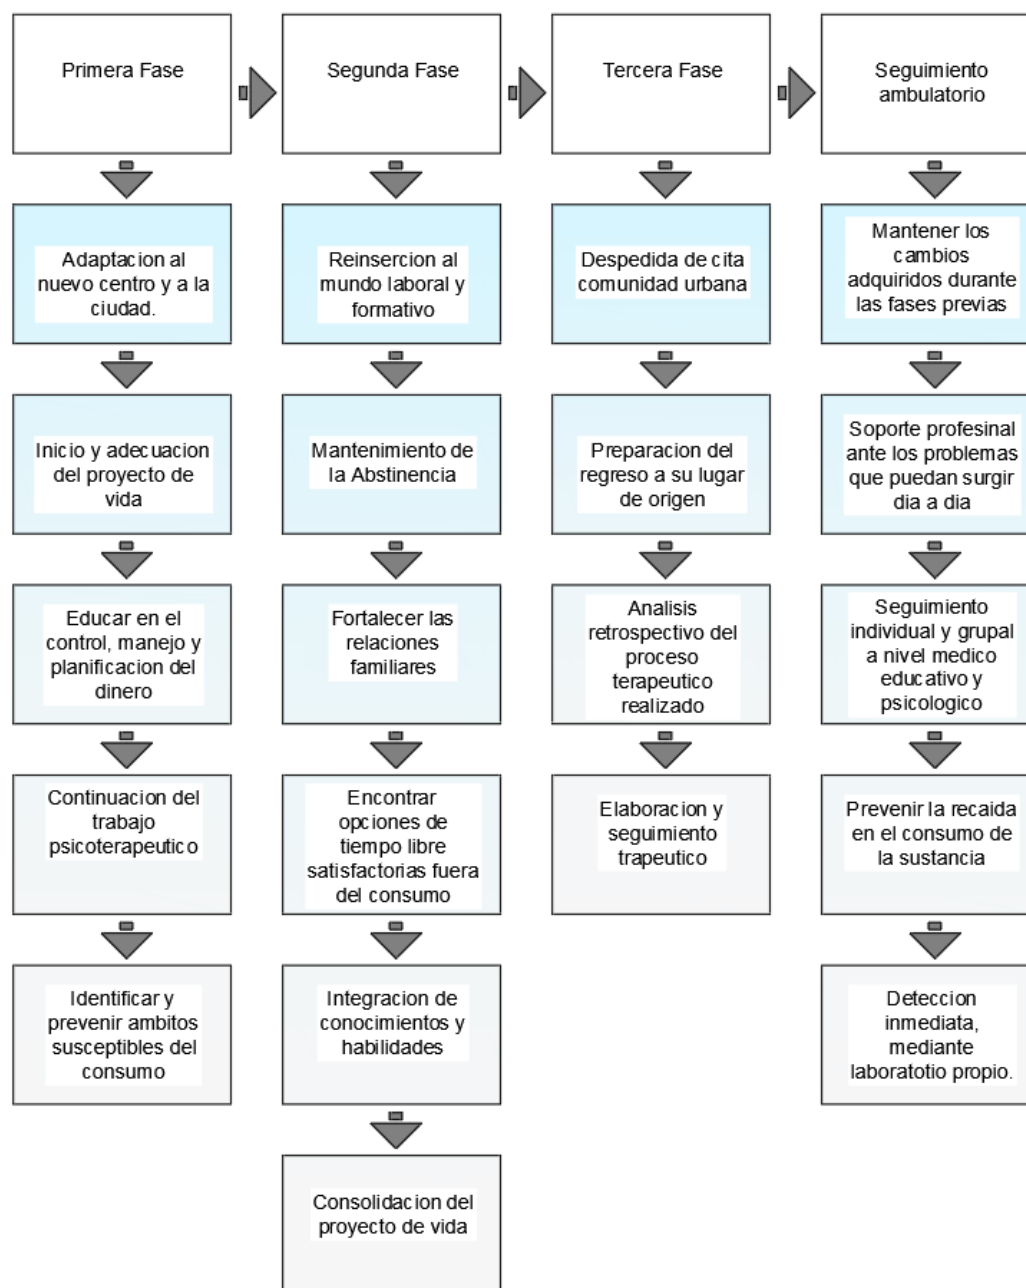 Primera Fase
Segunda Fase
Tercera Fase
Seguimiento
ambulatorio
Adaptacion al
nuevo centro y a la
ciudad.
Inicio y adecuacion
del proyecto de
vida
Educar en el
control, manejo y
planificacion del
dinero
Continuacion del
trabajo
psicoterapeutico
Identificar y
prevenir ambitos
susceptibles del
consumo
Reinsercion al
mundo laboral y
formativo
Mantenimiento de
la Abstinencia
Fortalecer las
relaciones
familiares
Encontrar
opciones de
tiempo libre
satisfactorias fuera
del consumo
Integracion de
conocimientos y
habilidades
Consolidacion del
proyecto de vida
Despedida de cita
comunidad urbana
Preparacion del
regreso a su lugar
de origen
Analisis
retrospectivo del
proceso
terapeutico
realizado
Elaboracion y
seguimiento
trapeutico
Mantener los
cambios
adquiridos durante
las fases previas
Soporte profesinal
ante los problemas
que puedan surgir
dia a dia
Seguimiento
individual y grupal
a nivel medico
educativo y
psicologico
Prevenir la recaida
en el consumo de
la sustancia
Deteccion
inmediata,
mediante
laboratotio propio.